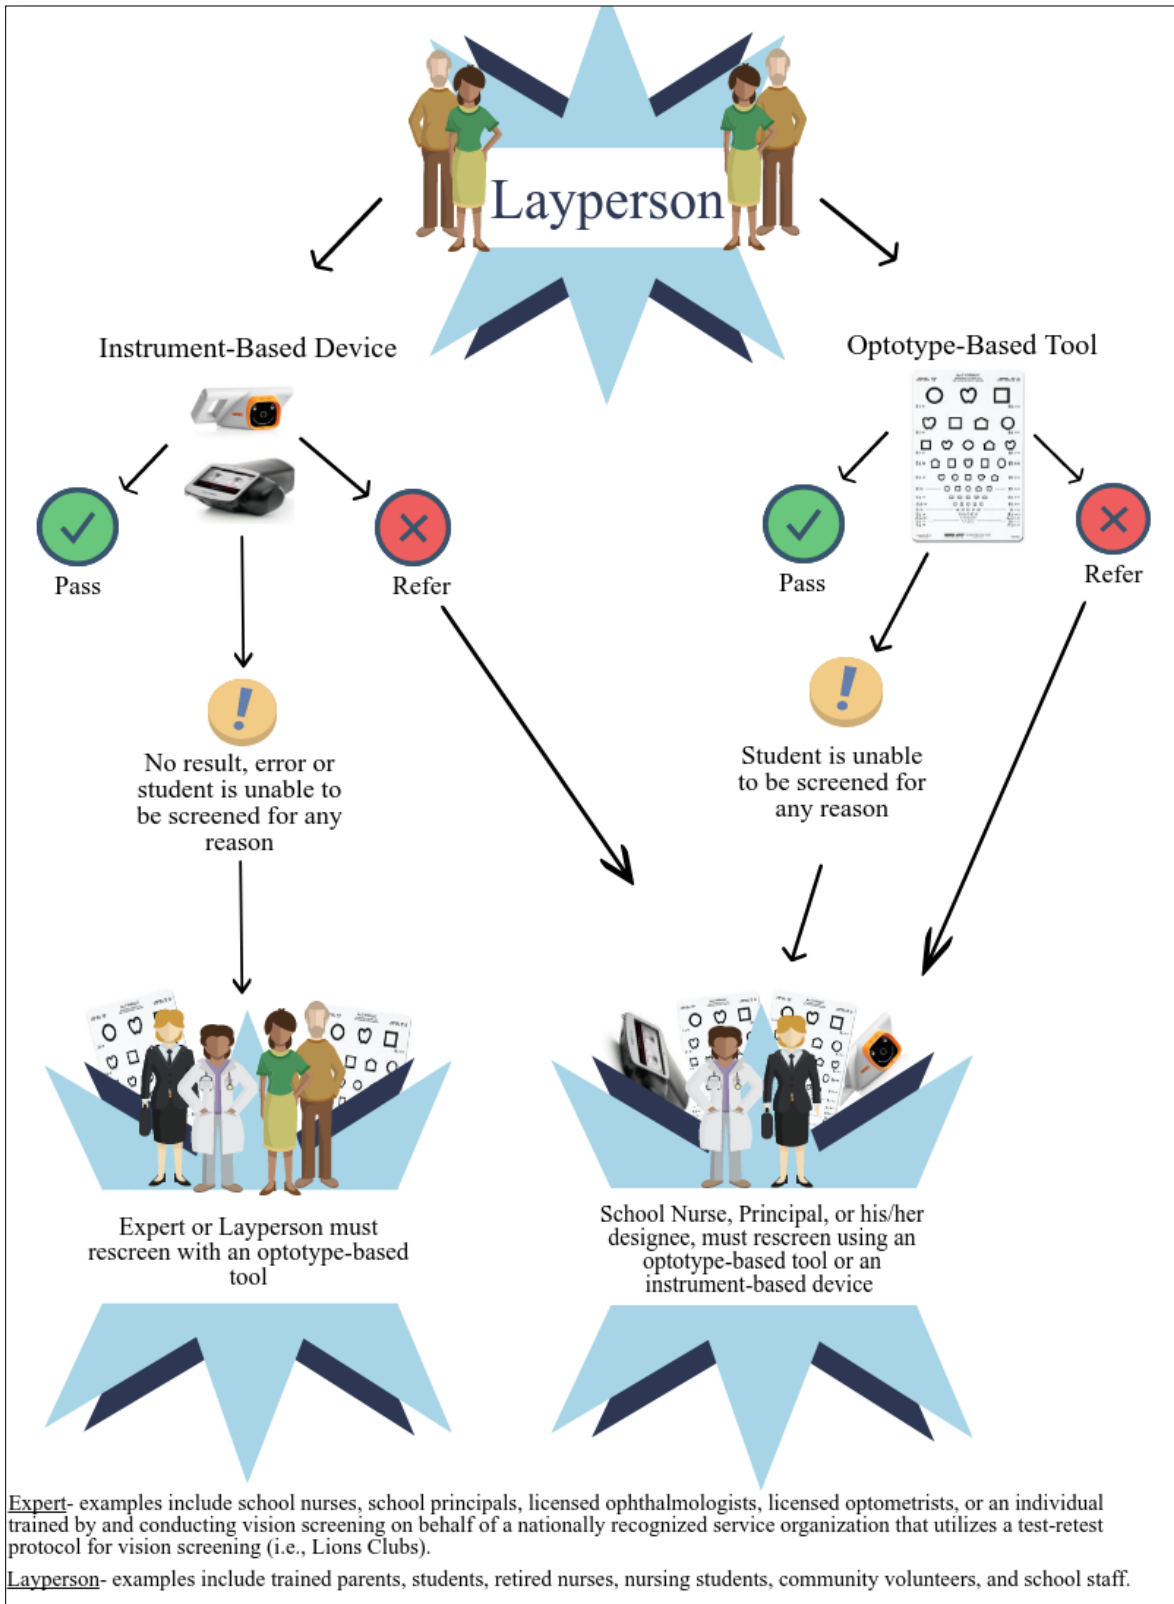 Layperson
Instrument-Based Device
Optotype-Based Tool
Pass
Refer
Pass
Refer
No result, error or
student is unable to
be screened for any
reason
Student is unable
to be screened for
any reason
Expert or Layperson must
rescreen with an optotype-based
tool
School Nurse, Principal, or his/her
designee, must rescreen using an
optotype-based tool or an
instrument-based device
Expert- examples include school nurses, school principals, licensed ophthalmologists, licensed optometrists, or an individual
trained by and conducting vision screening on behalf of a nationally recognized service organization that utilizes a test-retest
protocol for vision screening (i.e., Lions Clubs).
Layperson- examples include trained parents, students, retired nurses, nursing students, community volunteers, and school staff.